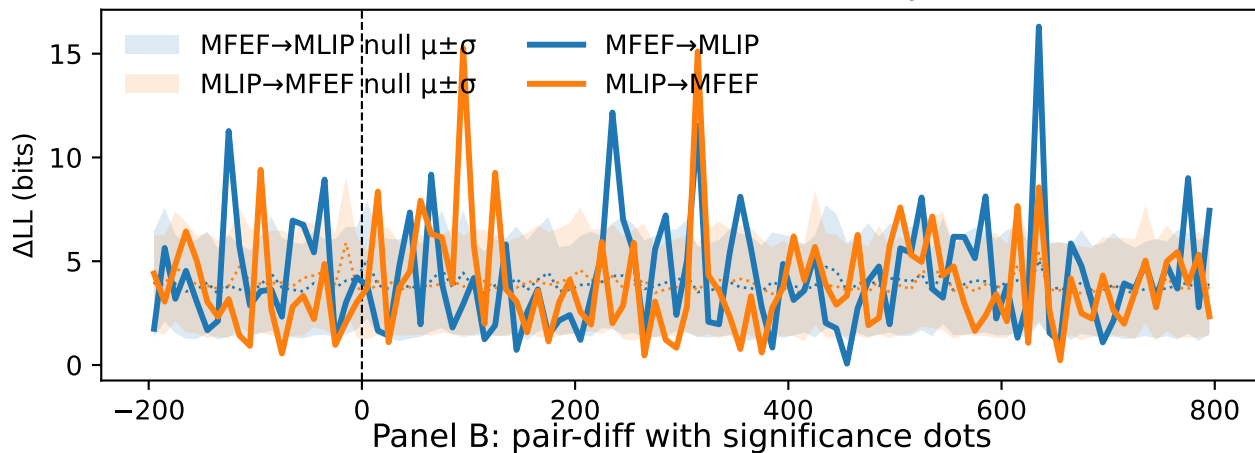 MFEF→MLIP null µ±σ
MLIP→MFEF null µ±σ
MFEF→MLIP
MLIP→MFEF
ΔLL (bits)
15
10
5
0
−200 0 200 400 600 800
Panel B: pair-diff with significance dots